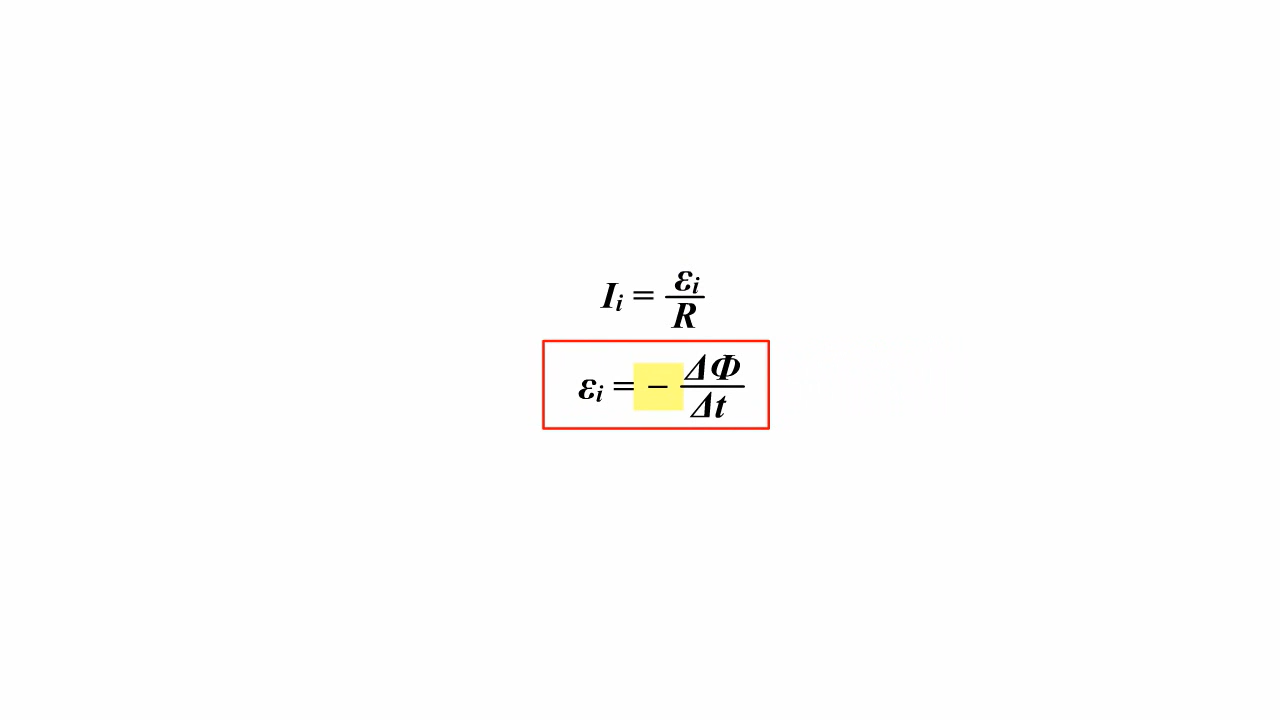 Iᵢ = εᵢ / R
εᵢ = − ΔΦ / Δt